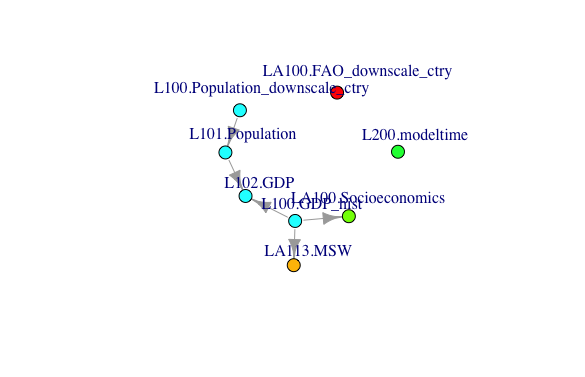 LA100.FAO_downscale_ctry
L100.Population_downscale_ctry
L101.Population
L200.modeltime
L102.GDP
LA100.Socioeconomics
L100.GDP_hist
LA113.MSW